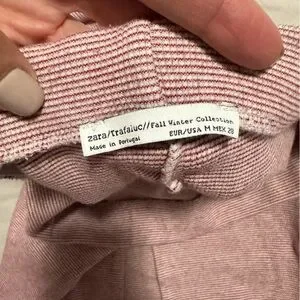 zara/Trafaluc//Fall Winter Collection
EUR/USA M MEX 28
Made in Portugal